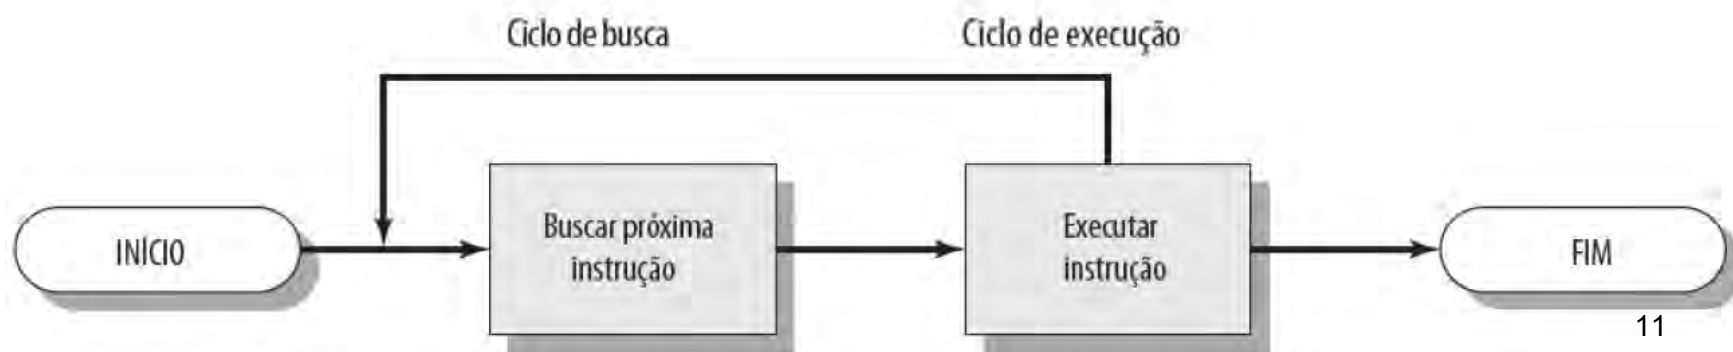 Ciclo de busca
Ciclo de execução
INÍCIO
Buscar próxima
instrução
Executar
instrução
FIM
11